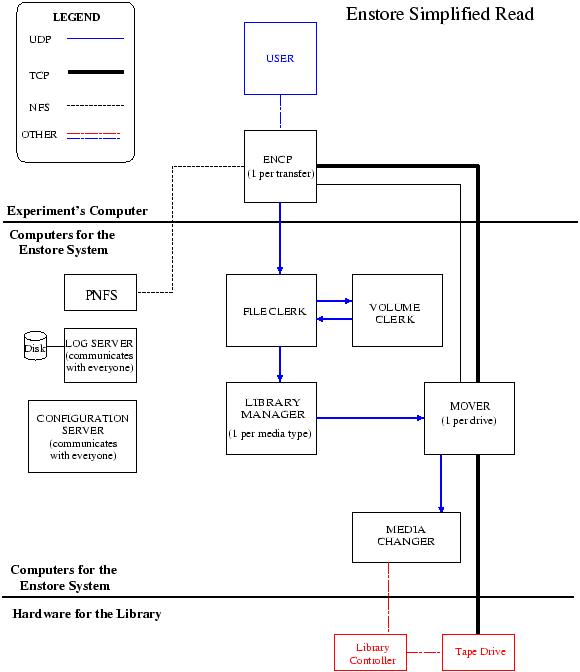 Enstore Simplified Read
LEGEND
UDP
TCP
NFS
OTHER
USER
ENCP
(1 per transfer)
Experiment's Computer
Computers for the
Enstore System
PNFS
FILE CLERK
VOLUME
CLERK
Disk
LOG SERVER
(communicates
with everyone)
LIBRARY
MANAGER
(1 per media type)
MOVER
(1 per drive)
CONFIGURATION
SERVER
(communicates
with everyone)
MEDIA
CHANGER
Computers for the
Enstore System
Hardware for the Library
Library
Controller
Tape Drive